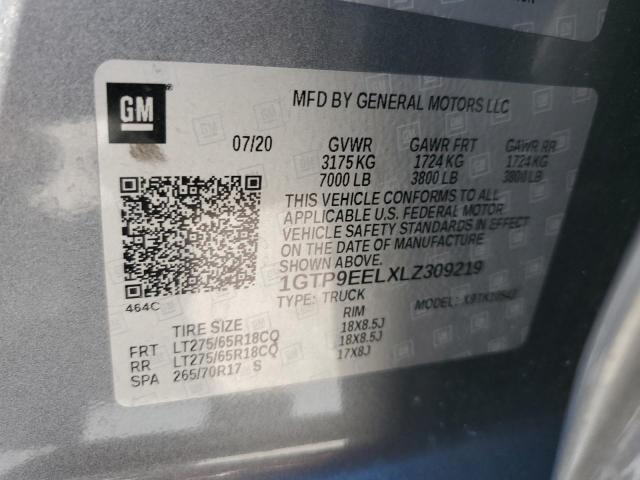 GM
MFD BY GENERAL MOTORS LLC
07/20 GVWR GAWR FRT GAWR RR
3175 KG 1724 KG 1724 KG
7000 LB 3800 LB 3800 LB
THIS VEHICLE CONFORMS TO ALL
APPLICABLE U.S. FEDERAL MOTOR
VEHICLE SAFETY STANDARDS IN EFFECT
ON THE DATE OF MANUFACTURE
SHOWN ABOVE.
1GTP9EELXLZ309219
TYPE: TRUCK MODEL:
464C
TIRE SIZE RIM
FRT LT275/65R18CQ 18X8.5J
RR LT275/65R18CQ 18X8.5J
SPA 265/70R17 S 17X8J